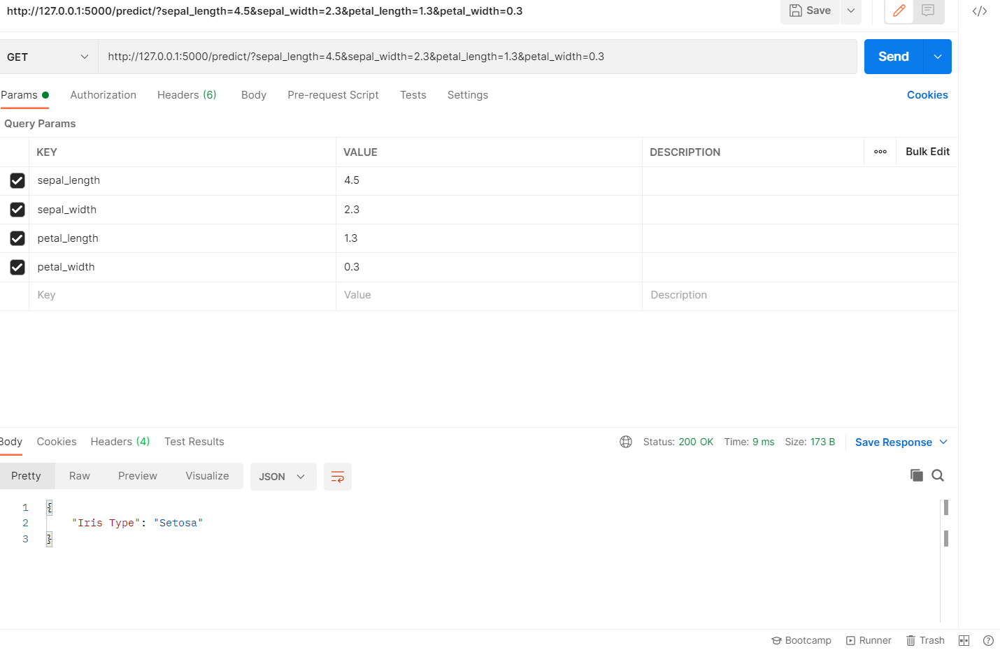 http://127.0.0.1:5000/predict/?sepal_length=4.5&sepal_width=2.3&petal_length=1.3&petal_width=0.3
Save
GET http://127.0.0.1:5000/predict/?sepal_length=4.5&sepal_width=2.3&petal_length=1.3&petal_width=0.3 Send
Params Authorization Headers (6) Body Pre-request Script Tests Settings Cookies
Query Params
KEY VALUE DESCRIPTION Bulk Edit
sepal_length 4.5
sepal_width 2.3
petal_length 1.3
petal_width 0.3
Key Value Description
Body Cookies Headers (4) Test Results Status: 200 OK Time: 9 ms Size: 173 B Save Response
Pretty Raw Preview Visualize JSON
1 {
2 "Iris Type": "Setosa"
3 }
Bootcamp Runner Trash